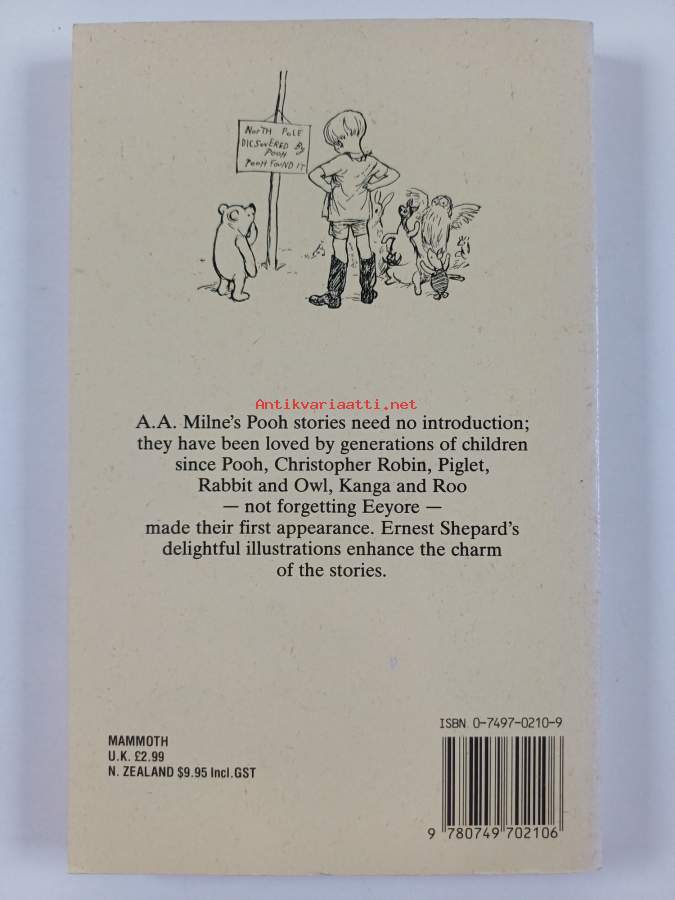 NorTH PoLE
DICSovERED By
PooH
PooH FouND IT
Antikvariaatti.net
A.A. Milne's Pooh stories need no introduction;
they have been loved by generations of children
since Pooh, Christopher Robin, Piglet,
Rabbit and Owl, Kanga and Roo
— not forgetting Eeyore —
made their first appearance. Ernest Shepard's
delightful illustrations enhance the charm
of the stories.
ISBN 0-7497-0210-9
MAMMOTH
U.K. £2.99
N. ZEALAND $9.95 Incl.GST
9 780749 702106